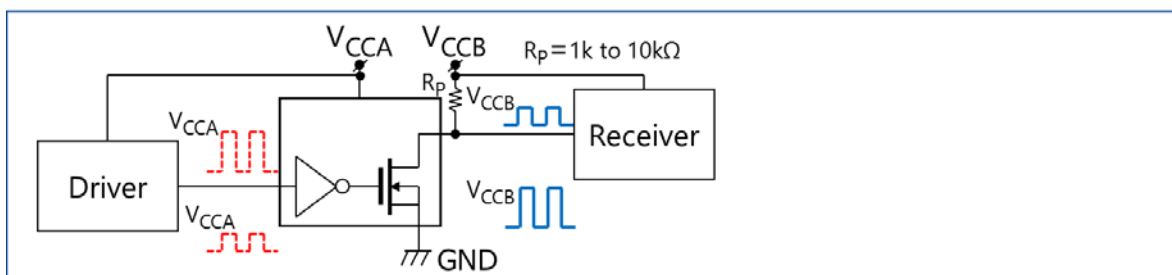 VCCA
VCCB
RP=1k to 10kΩ
RP
VCCB
VCCA
Receiver
Driver
VCCA
VCCB
GND